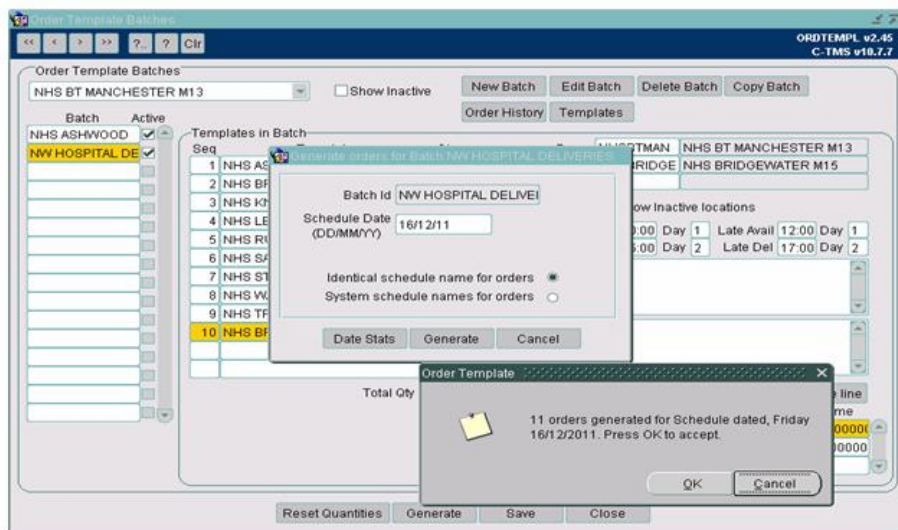 Order Template Batches
<< < > >> ?.. ? Clr
ORDTEMPL v2.45
C-TMS v10.7.7
Order Template Batches
NHS BT MANCHESTER M13
Show Inactive
New Batch Edit Batch Delete Batch Copy Batch
Order History Templates
Batch Active
NHS ASHWOOD
NW HOSPITAL DE
Templates in Batch
Seq
NHS BT MANCHESTER M13
RIDGE NHS BRIDGEWATER M15
1 NHS AS
2 NHS BF
3 NHS KN
4 NHS LE
5 NHS RU
6 NHS SA
7 NHS ST
8 NHS W
9 NHS TF
10 NHS BF
Inactive locations
:00 Day 1 Late Avail 12:00 Day 1
:00 Day 2 Late Del 17:00 Day 2
Generate orders for Batch NW HOSPITAL DELIVERIES
Batch Id NW HOSPITAL DELIVEI
Schedule Date
(DD/MM/YY) 16/12/11
Identical schedule name for orders
System schedule names for orders
Date Stats Generate Cancel
Total Qty
line
me
0000
0000
Order Template
11 orders generated for Schedule dated, Friday
16/12/2011. Press OK to accept.
OK Cancel
Reset Quantities Generate Save Close